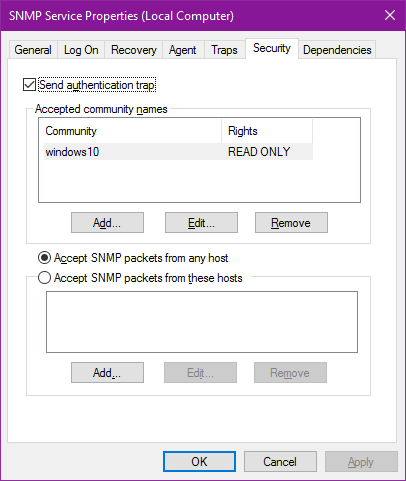 SNMP Service Properties (Local Computer)
General Log On Recovery Agent Traps Security Dependencies
Send authentication trap
Accepted community names
Community Rights
windows10 READ ONLY
Add... Edit... Remove
Accept SNMP packets from any host
Accept SNMP packets from these hosts
Add... Edit... Remove
OK Cancel Apply